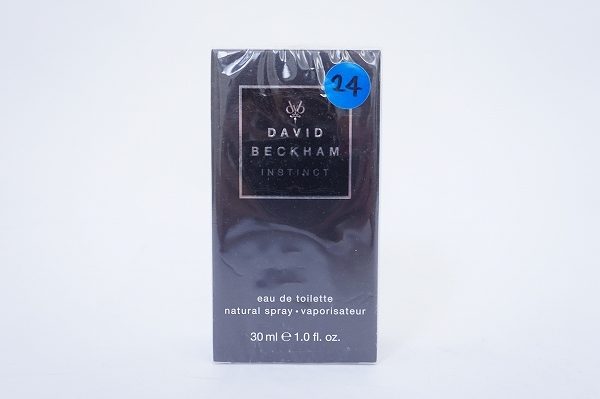 24
DAVID
BECKHAM
INSTINCT
eau de toilette
natural spray • vaporisateur
30 ml ℮ 1.0 fl. oz.